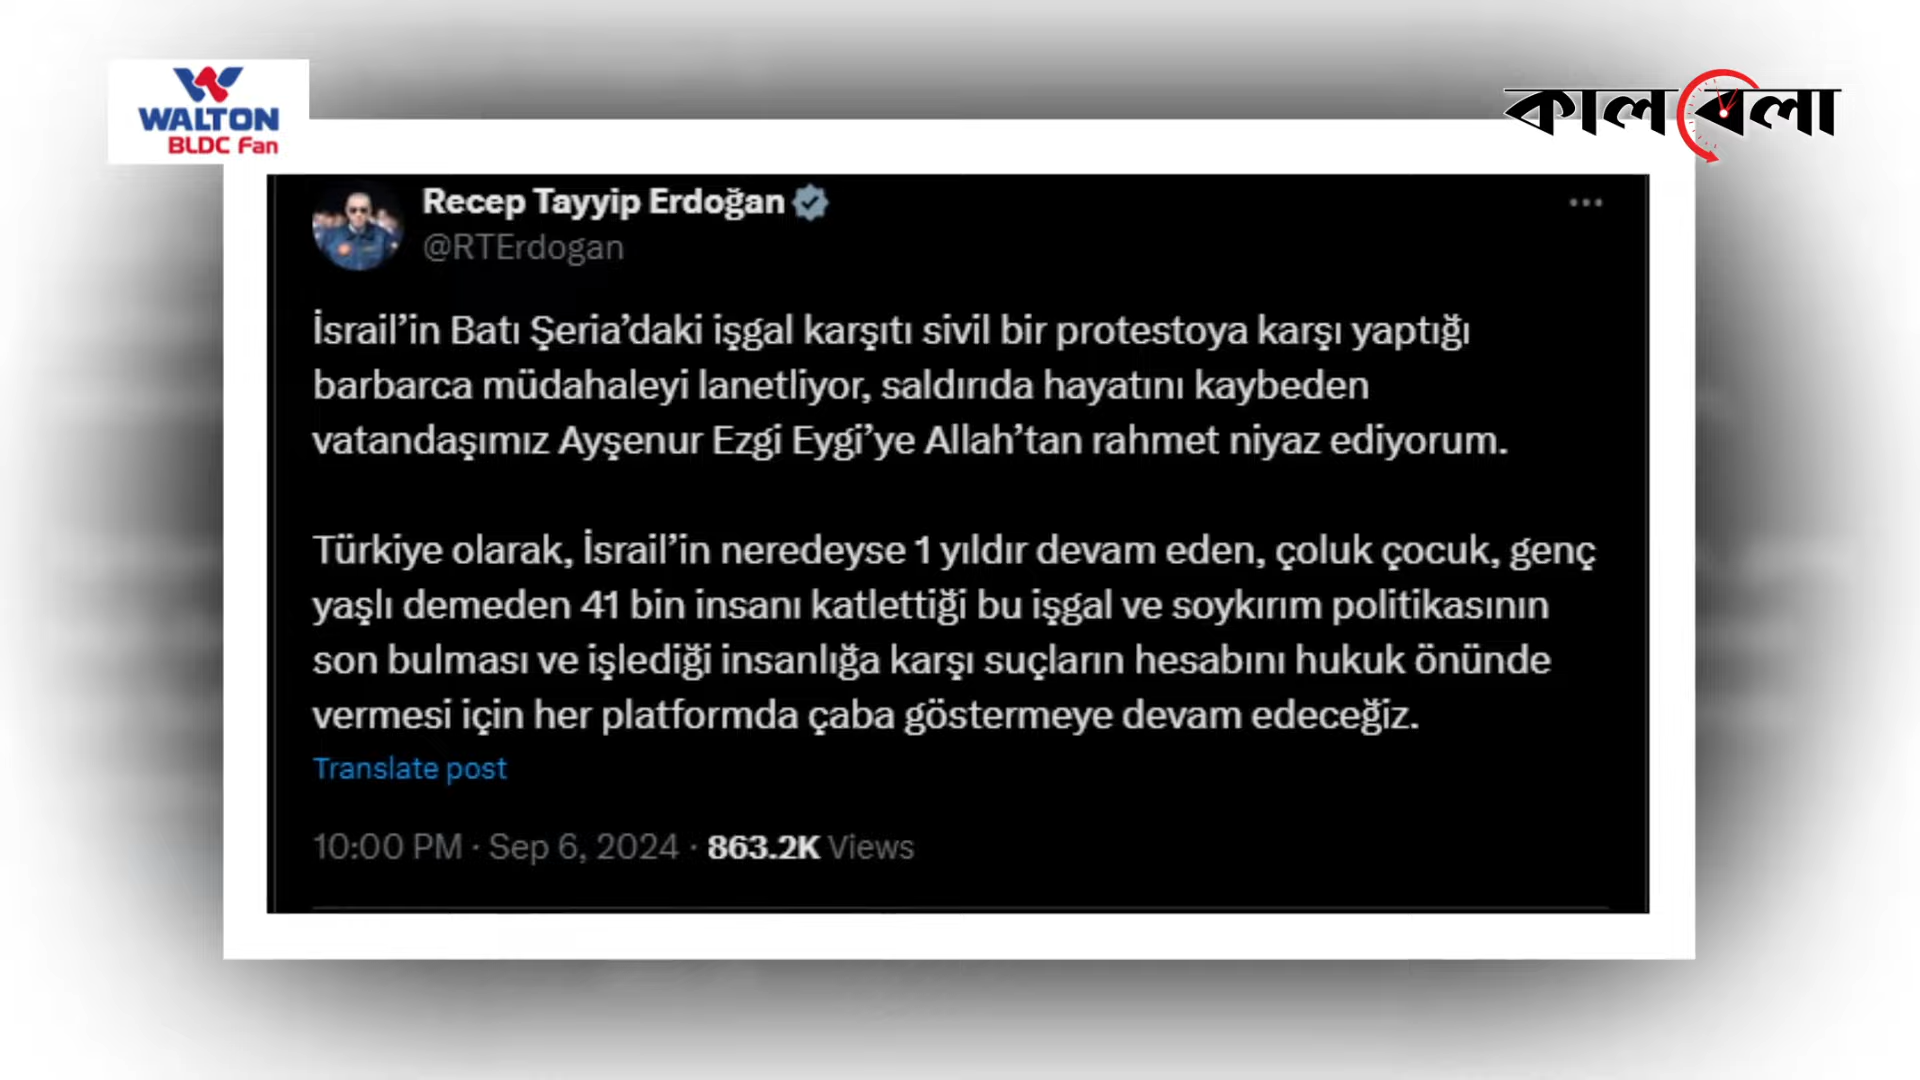 WALTON
BLDC Fan
কালবেলা
Recep Tayyip Erdoğan
@RTErdogan
İsrail’in Batı Şeria’daki işgal karşıtı sivil bir protestoya karşı yaptığı
barbarca müdahaleyi lanetliyor, saldırıda hayatını kaybeden
vatandaşımız Ayşenur Ezgi Eygi’ye Allah’tan rahmet niyaz ediyorum.
Türkiye olarak, İsrail’in neredeyse 1 yıldır devam eden, çoluk çocuk, genç
yaşlı demeden 41 bin insanı katlettiği bu işgal ve soykırım politikasının
son bulması ve işlediği insanlığa karşı suçların hesabını hukuk önünde
vermesi için her platformda çaba göstermeye devam edeceğiz.
Translate post
10:00 PM · Sep 6, 2024 · 863.2K Views